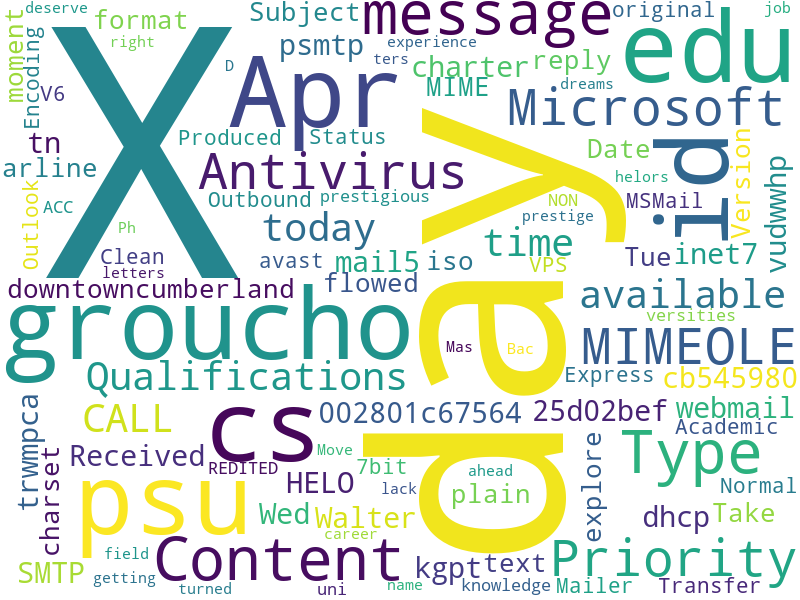 deserve
format
Subject
message
original
job
moment
Encoding
right
X
psmtp
experience
ters
edu
V6
D
Apr
charter
reply
MIME
dreams
Microsoft
tn
Produced
Status
day
Date
id
Version
arline
Antivirus
helors
vudwwhp
Outlook
ACC
Outbound
prestigious
NON
MSMail
Ph
today
prestige
time
Tue
inet7
Clean
letters
avast
mail5
iso
VPS
downtowncumberland
flowed
available
groucho
versities
Mas
Bac
MIMEOLE
Qualifications
Express
cb545980
trwmpca
CALL
cs
002801c67564
25d02bef
webmail
Academic
charset
Received
REDITED
Move
7bit
ahead
explore
Type
psu
HELO
lack
plain
Normal
Wed
Walter
dhcp
Take
career
field
Content
kgpt
text
Priority
SMTP
getting
turned
uni
name
knowledge
Mailer
Transfer